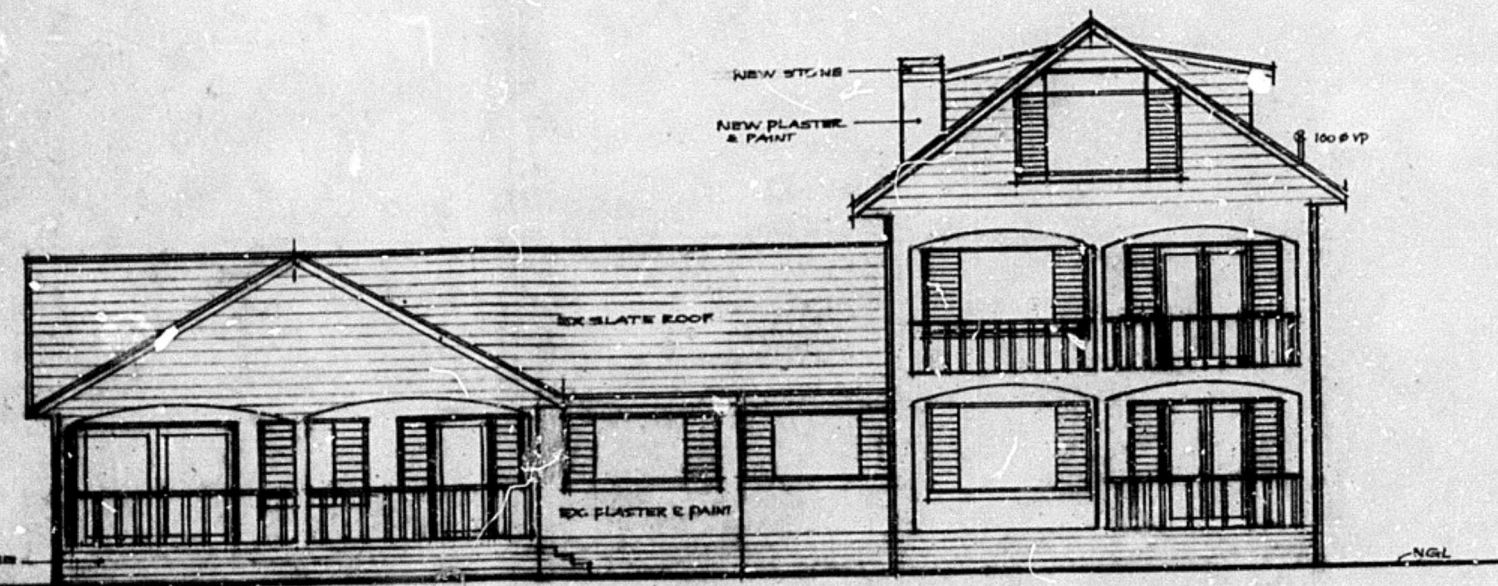 NEW STONE
NEW PLASTER
& PAINT
100 Ø VP
EX SLATE ROOF
EX. PLASTER & PAINT
NGL